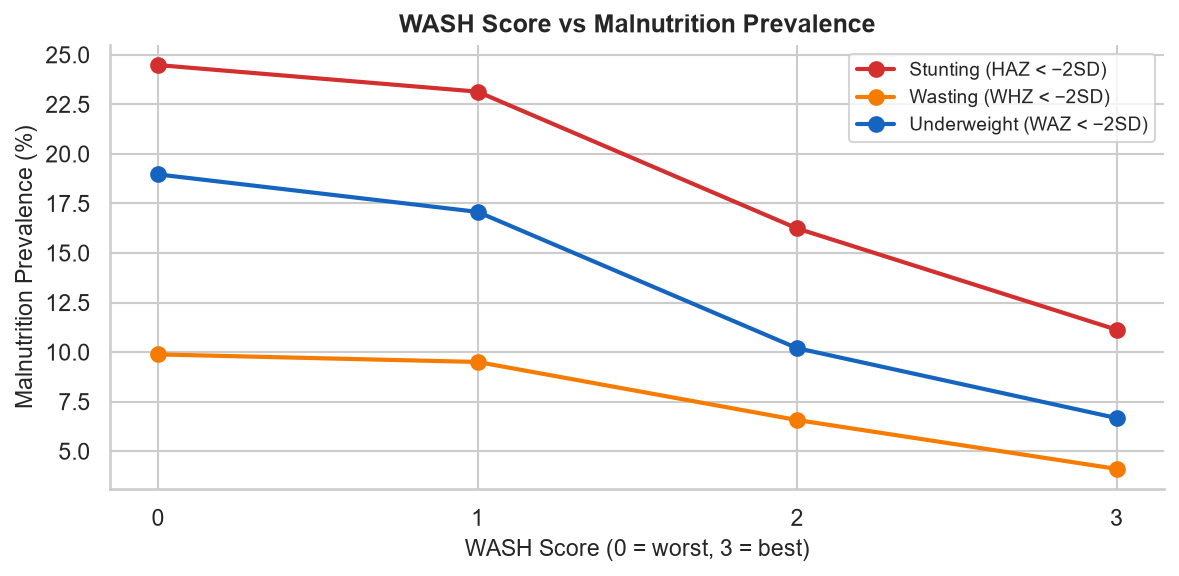 WASH Score vs Malnutrition Prevalence
Malnutrition Prevalence (%)
25.0
22.5
20.0
17.5
15.0
12.5
10.0
7.5
5.0
Stunting (HAZ < −2SD)
Wasting (WHZ < −2SD)
Underweight (WAZ < −2SD)
0 1 2 3
WASH Score (0 = worst, 3 = best)